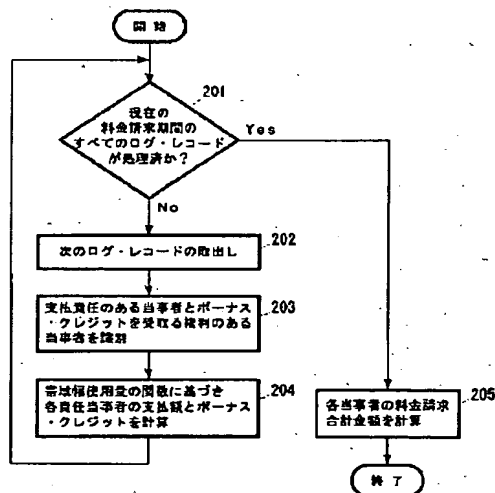 開始
201
現在の
料金請求期間の
すべてのログ・レコード
が処理済か？
Yes
No
次のログ・レコードの取出し
202
支払責任のある当事者とボーナス
・クレジットを受取る権利のある
当事者を識別
203
帯域幅使用量の関数に基づき
各責任当事者の支払額とボーナス
・クレジットを計算
204
各当事者の料金請求
合計金額を計算
205
終了